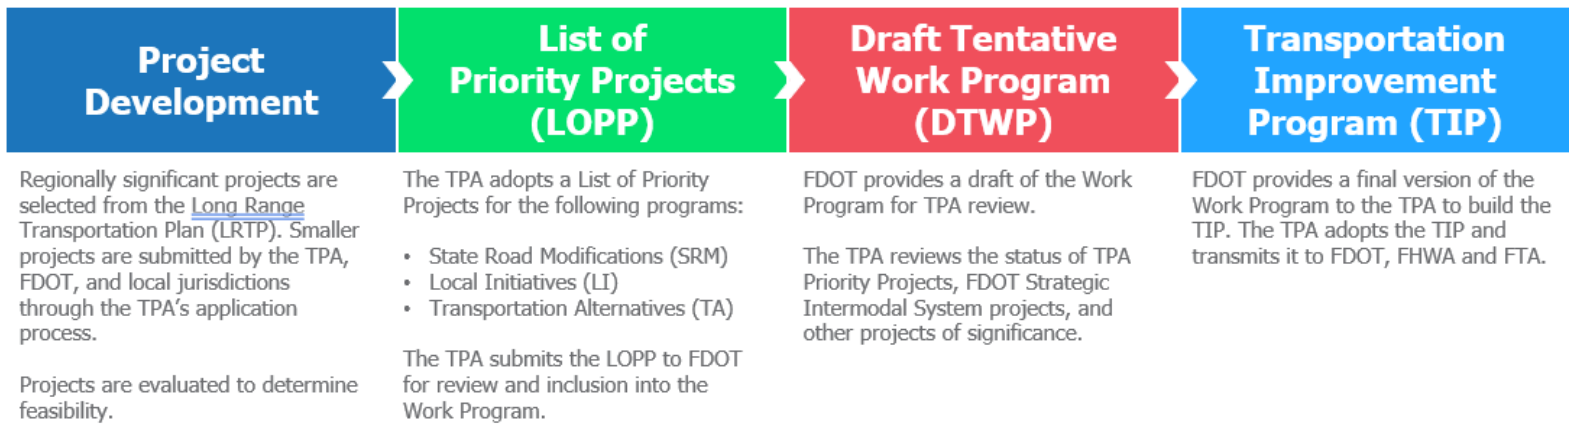 Project
Development
List of
Priority Projects
(LOPP)
Draft Tentative
Work Program
(DTWP)
Transportation
Improvement
Program (TIP)
Regionally significant projects are
selected from the Long Range
Transportation Plan (LRTP). Smaller
projects are submitted by the TPA,
FDOT, and local jurisdictions
through the TPA's application
process.
Projects are evaluated to determine
feasibility.
The TPA adopts a List of Priority
Projects for the following programs:
• State Road Modifications (SRM)
• Local Initiatives (LI)
• Transportation Alternatives (TA)
The TPA submits the LOPP to FDOT
for review and inclusion into the
Work Program.
FDOT provides a draft of the Work
Program for TPA review.
The TPA reviews the status of TPA
Priority Projects, FDOT Strategic
Intermodal System projects, and
other projects of significance.
FDOT provides a final version of the
Work Program to the TPA to build the
TIP. The TPA adopts the TIP and
transmits it to FDOT, FHWA and FTA.